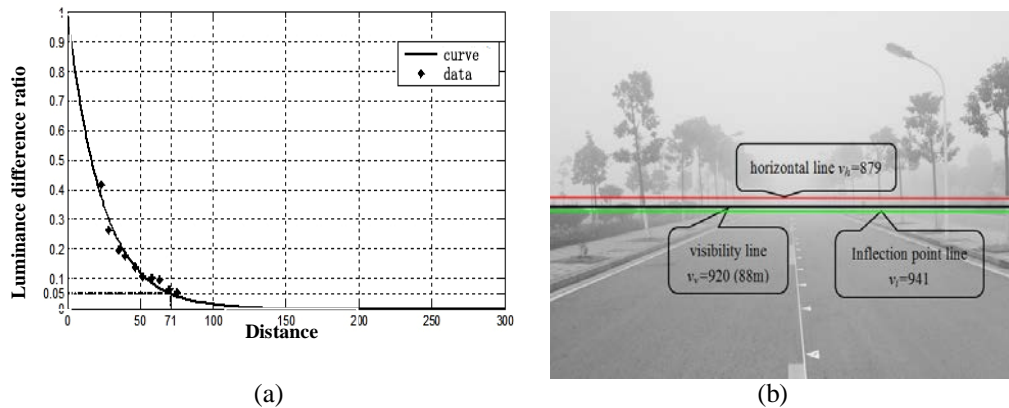 Luminance difference ratio
1
0.9
0.8
0.7
0.6
0.5
0.4
0.3
0.2
0.1
0.05
0
curve
data
0 50 71 100 150 200 250 300
Distance
(a)
horizontal line vh=879
visibility line
vv=920 (88m)
Inflection point line
vi=941
(b)